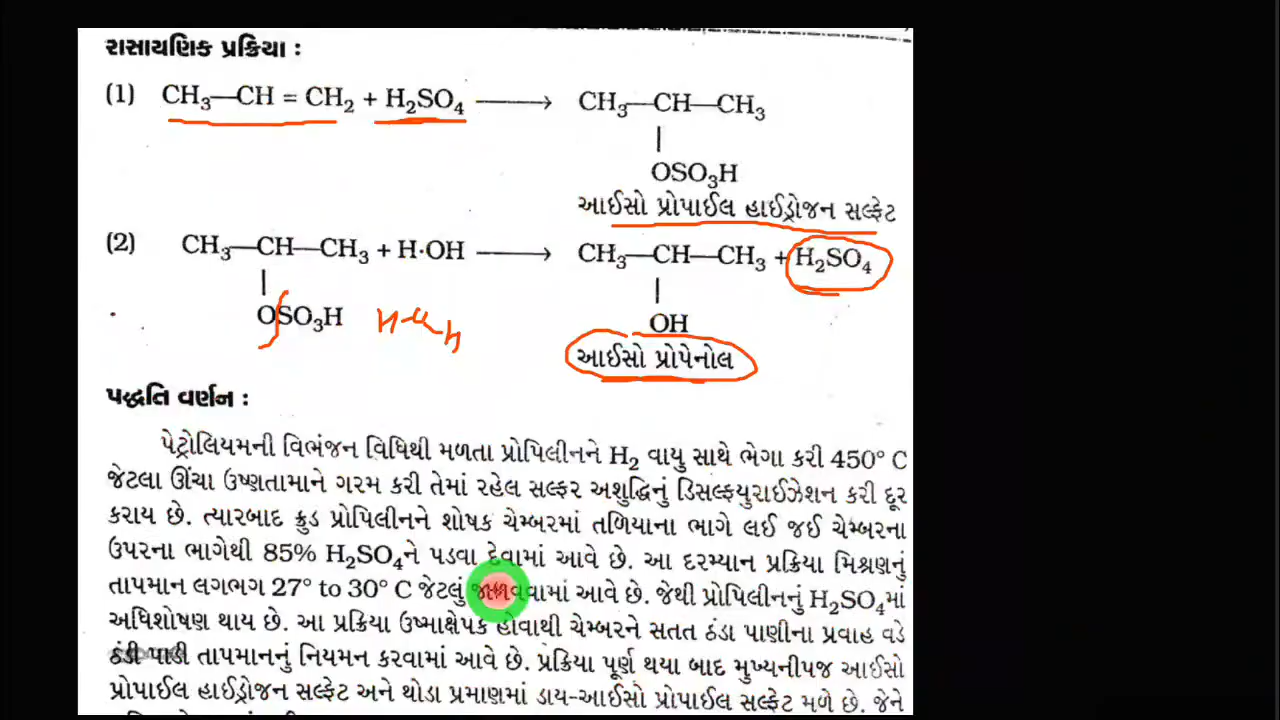 રાસાયણિક પ્રક્રિયા :
(1) CH₃—CH = CH₂ + H₂SO₄ ⟶ CH₃—CH—CH₃
|
OSO₃H
આઈસો પ્રોપાઈલ હાઈડ્રોજન સલ્ફેટ
(2) CH₃—CH—CH₃ + H·OH ⟶ CH₃—CH—CH₃ + H₂SO₄
| |
OSO₃H OH
આઈસો પ્રોપેનોલ
પદ્ધતિ વર્ણન :
પેટ્રોલિયમની વિભંજન વિધિથી મળતા પ્રોપિલીનને H₂ વાયુ સાથે ભેગા કરી 450° C
જેટલા ઊંચા ઉષ્ણતામાને ગરમ કરી તેમાં રહેલ સલ્ફર અશુદ્ધિનું ડિસલ્ફયુરાઈઝેશન કરી દૂર
કરાય છે. ત્યારબાદ ક્રુડ પ્રોપિલીનને શોષક ચેમ્બરમાં તળિયાના ભાગે લઈ જઈ ચેમ્બરના
ઉપરના ભાગેથી 85% H₂SO₄ને પડવા દેવામાં આવે છે. આ દરમ્યાન પ્રક્રિયા મિશ્રણનું
તાપમાન લગભગ 27° to 30° C જેટલું જાળવવામાં આવે છે. જેથી પ્રોપિલીનનું H₂SO₄માં
અધિશોષણ થાય છે. આ પ્રક્રિયા ઉષ્માક્ષેપક હોવાથી ચેમ્બરને સતત ઠંડા પાણીના પ્રવાહ વડે
ઠંડી પાડી તાપમાનનું નિયમન કરવામાં આવે છે. પ્રક્રિયા પૂર્ણ થયા બાદ મુખ્યનીપજ આઈસો
પ્રોપાઈલ હાઈડ્રોજન સલ્ફેટ અને થોડા પ્રમાણમાં ડાય-આઈસો પ્રોપાઈલ સલ્ફેટ મળે છે. જેને